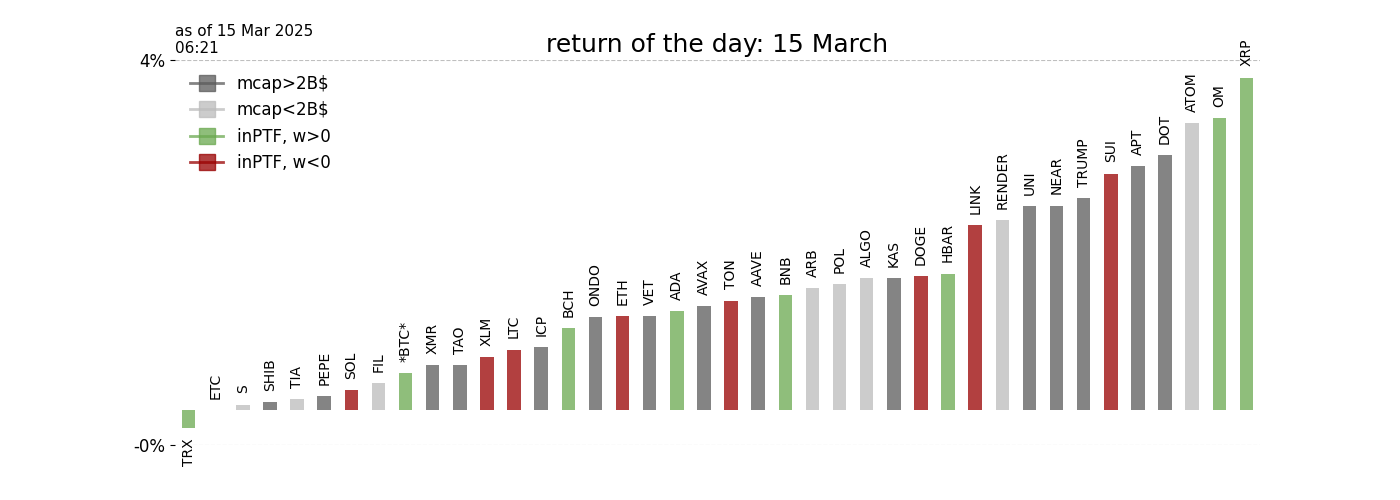 as of 15 Mar 2025
06:21
return of the day: 15 March
4%
-0%
mcap>2B$
mcap<2B$
inPTF, w>0
inPTF, w<0
TRX
ETC
S
SHIB
TIA
PEPE
SOL
FIL
*BTC*
XMR
TAO
XLM
LTC
ICP
BCH
ONDO
ETH
VET
ADA
AVAX
TON
AAVE
BNB
ARB
POL
ALGO
KAS
DOGE
HBAR
LINK
RENDER
UNI
NEAR
TRUMP
SUI
APT
DOT
ATOM
OM
XRP